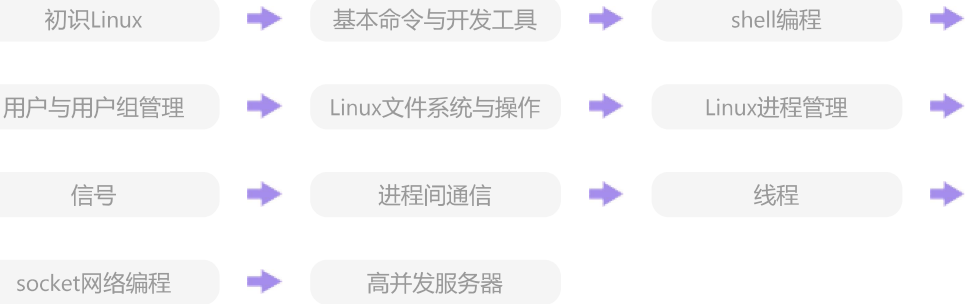 初识Linux
基本命令与开发工具
shell编程
用户与用户组管理
Linux文件系统与操作
Linux进程管理
信号
进程间通信
线程
socket网络编程
高并发服务器